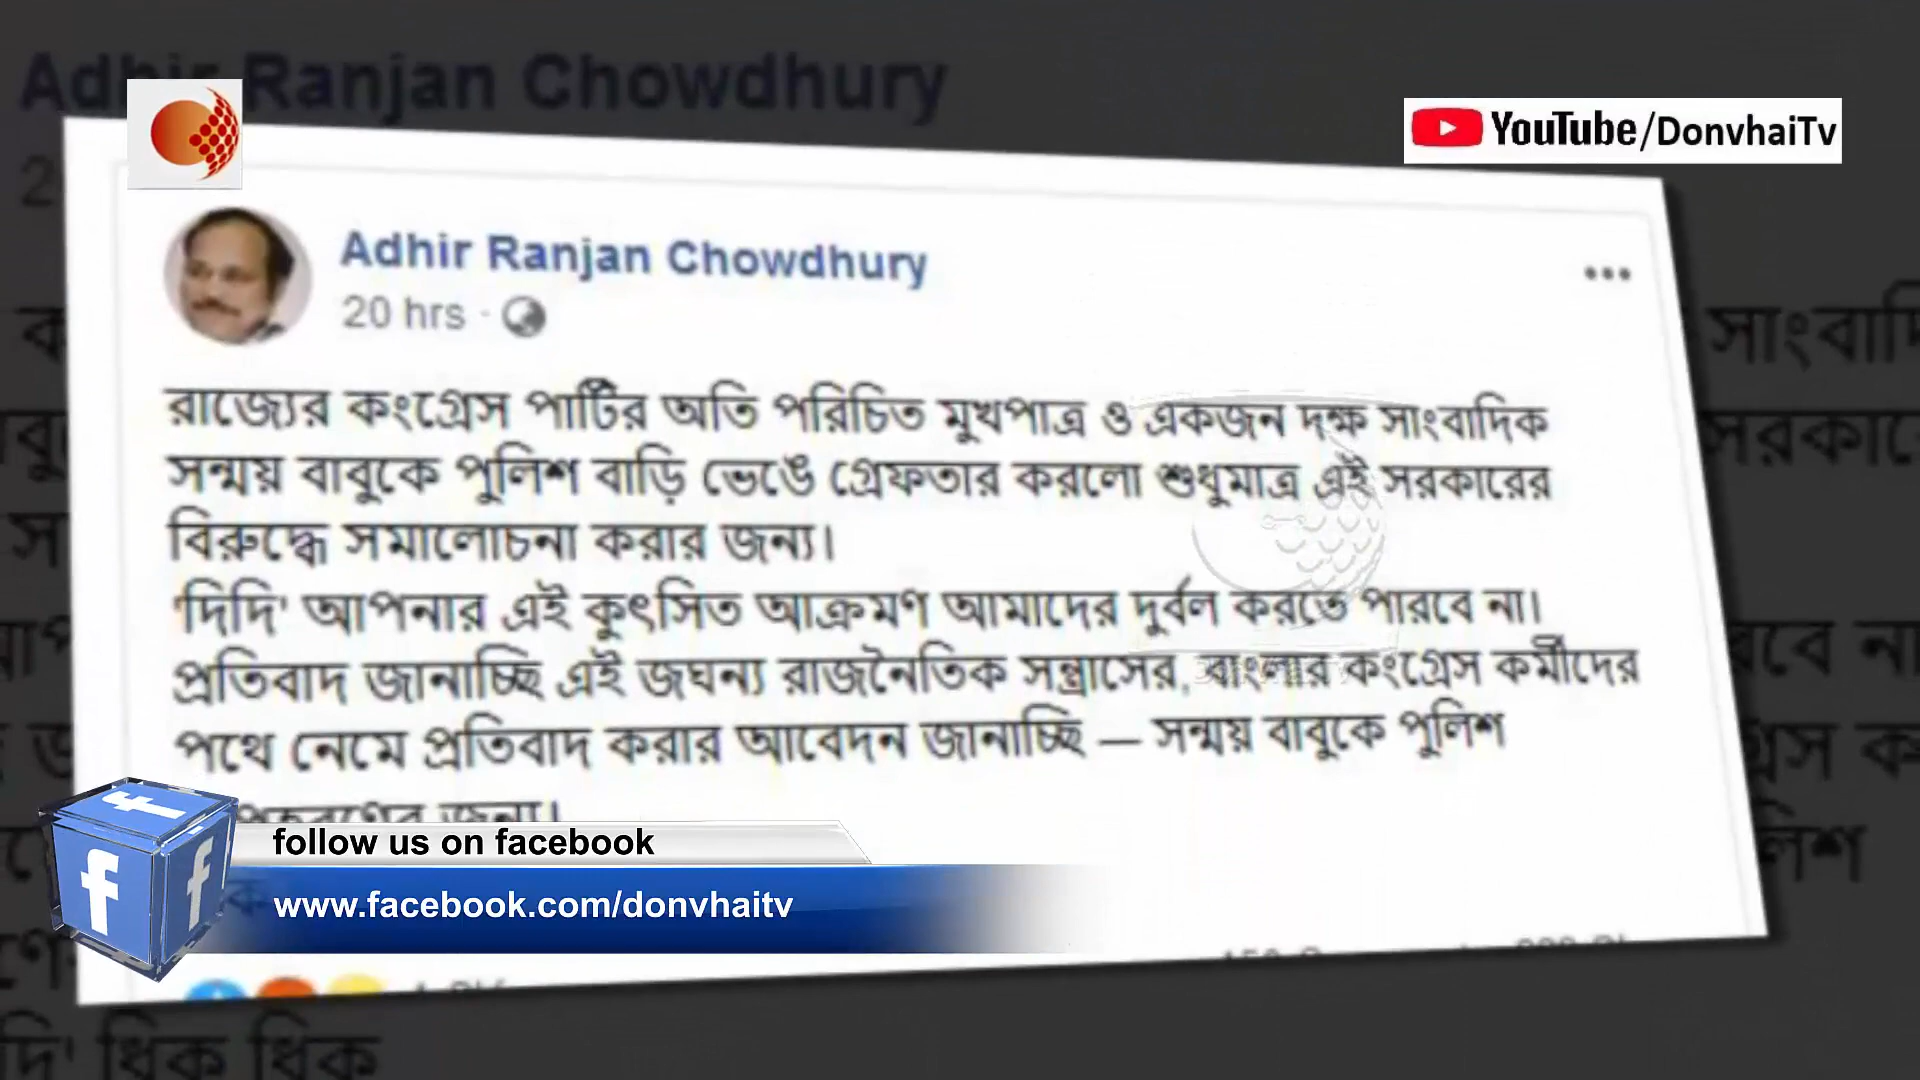 Adhir Ranjan Chowdhury
YouTube/DonvhaiTv
Adhir Ranjan Chowdhury
20 hrs
রাজ্যের কংগ্রেস পার্টির অতি পরিচিত মুখপাত্র ও একজন দক্ষ সাংবাদিক
সন্ময় বাবুকে পুলিশ বাড়ি ভেঙে গ্রেফতার করলো শুধুমাত্র এই সরকারের
বিরুদ্ধে সমালোচনা করার জন্য।
'দিদি' আপনার এই কুৎসিত আক্রমণ আমাদের দুর্বল করতে পারবে না।
প্রতিবাদ জানাচ্ছি এই জঘন্য রাজনৈতিক সন্ত্রাসের, বাংলার কংগ্রেস কর্মীদের
পথে নেমে প্রতিবাদ করার আবেদন জানাচ্ছি — সন্ময় বাবুকে পুলিশ
জন্য।
follow us on facebook
www.facebook.com/donvhaitv
ধিক ধিক